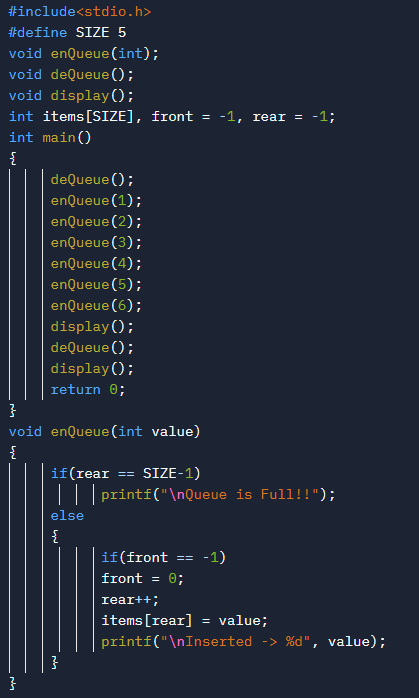 #include<stdio.h>
#define SIZE 5
void enQueue(int);
void deQueue();
void display();
int items[SIZE], front = -1, rear = -1;
int main()
{
deQueue();
enQueue(1);
enQueue(2);
enQueue(3);
enQueue(4);
enQueue(5);
enQueue(6);
display();
deQueue();
display();
return 0;
}
void enQueue(int value)
{
if(rear == SIZE-1)
printf("\nQueue is Full!!");
else
{
if(front == -1)
front = 0;
rear++;
items[rear] = value;
printf("\nInserted -> %d", value);
}
}